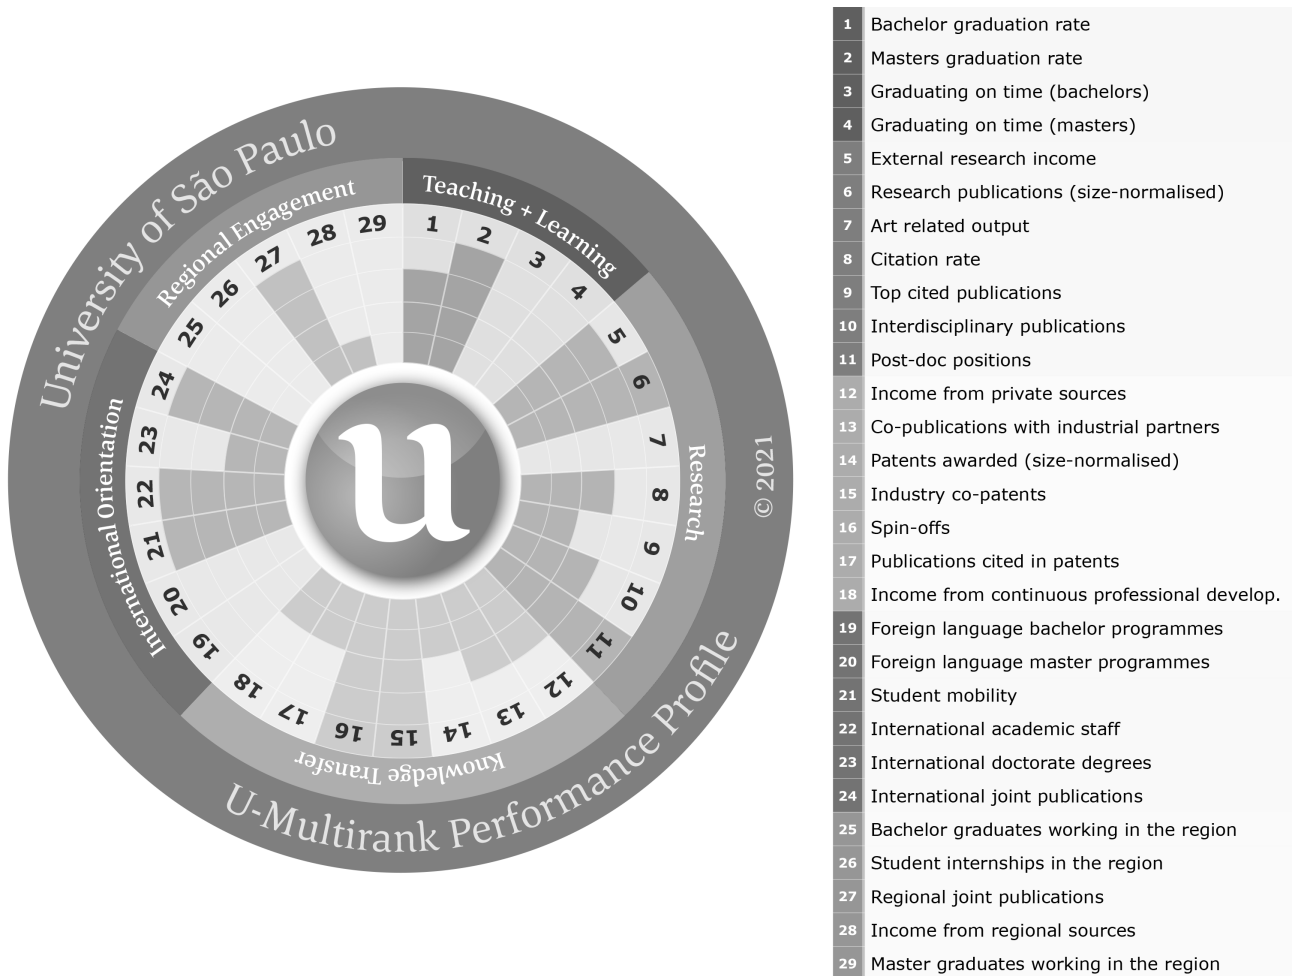 University of São Paulo
U-Multirank Performance Profile
© 2021
Teaching + Learning
Research
Knowledge Transfer
International Orientation
Regional Engagement
1
2
3
4
5
6
7
8
9
10
11
12
13
14
15
16
17
18
19
20
21
22
23
24
25
26
27
28
29
u
1 Bachelor graduation rate
2 Masters graduation rate
3 Graduating on time (bachelors)
4 Graduating on time (masters)
5 External research income
6 Research publications (size-normalised)
7 Art related output
8 Citation rate
9 Top cited publications
10 Interdisciplinary publications
11 Post-doc positions
12 Income from private sources
13 Co-publications with industrial partners
14 Patents awarded (size-normalised)
15 Industry co-patents
16 Spin-offs
17 Publications cited in patents
18 Income from continuous professional develop.
19 Foreign language bachelor programmes
20 Foreign language master programmes
21 Student mobility
22 International academic staff
23 International doctorate degrees
24 International joint publications
25 Bachelor graduates working in the region
26 Student internships in the region
27 Regional joint publications
28 Income from regional sources
29 Master graduates working in the region